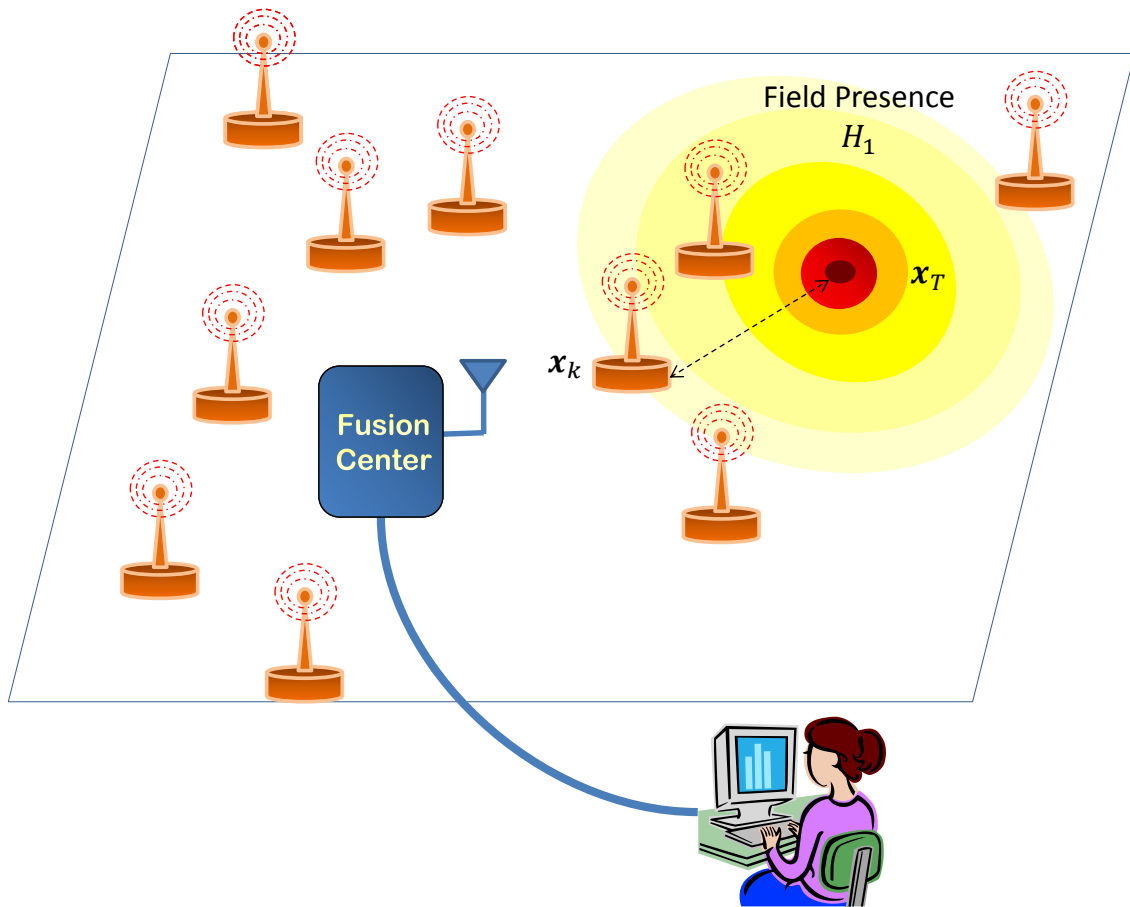 Field Presence
H₁
x_T
x_k
Fusion
Center